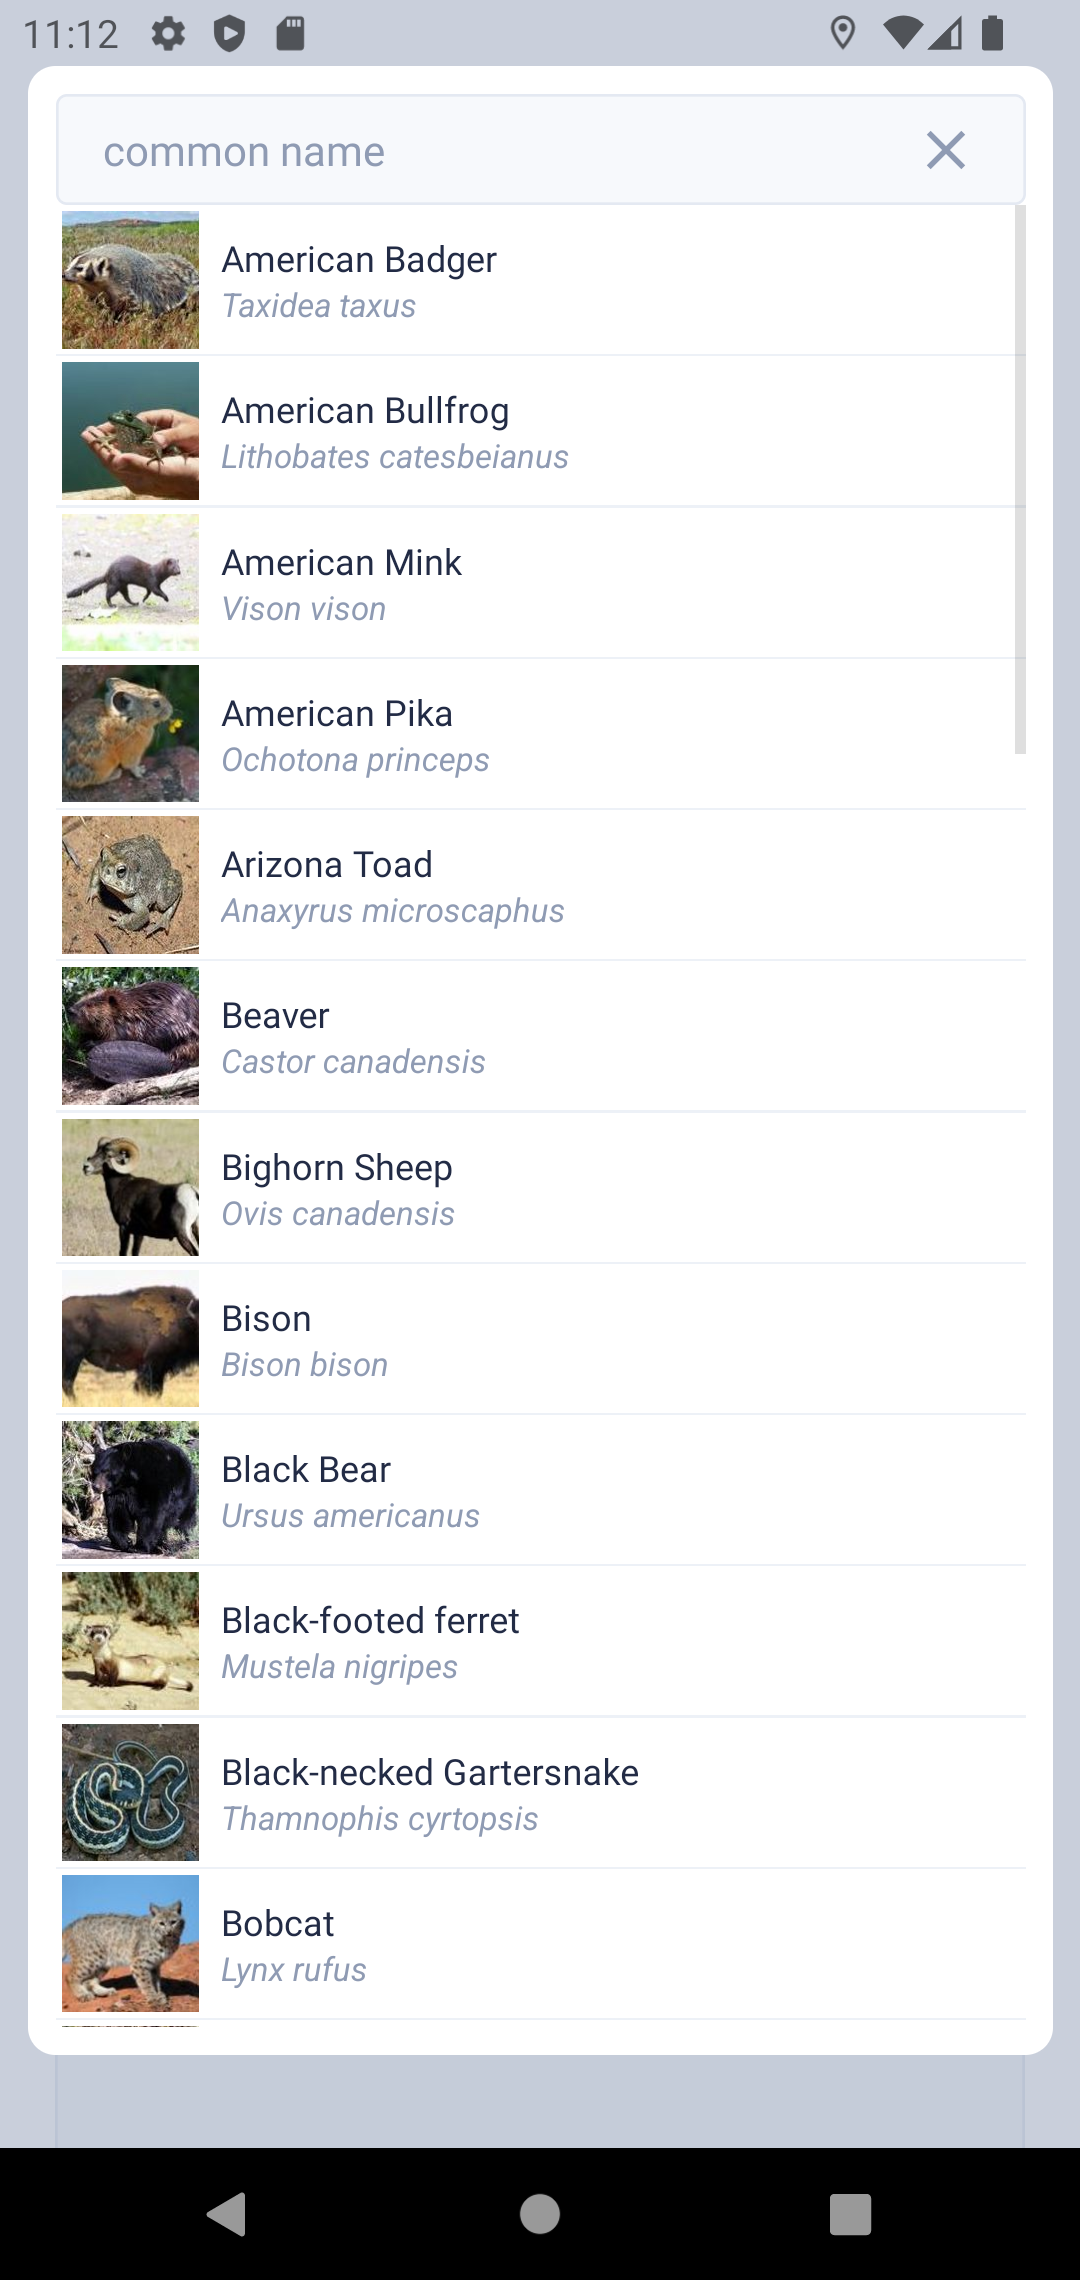 11:12
common name
American Badger
Taxidea taxus
American Bullfrog
Lithobates catesbeianus
American Mink
Vison vison
American Pika
Ochotona princeps
Arizona Toad
Anaxyrus microscaphus
Beaver
Castor canadensis
Bighorn Sheep
Ovis canadensis
Bison
Bison bison
Black Bear
Ursus americanus
Black-footed ferret
Mustela nigripes
Black-necked Gartersnake
Thamnophis cyrtopsis
Bobcat
Lynx rufus